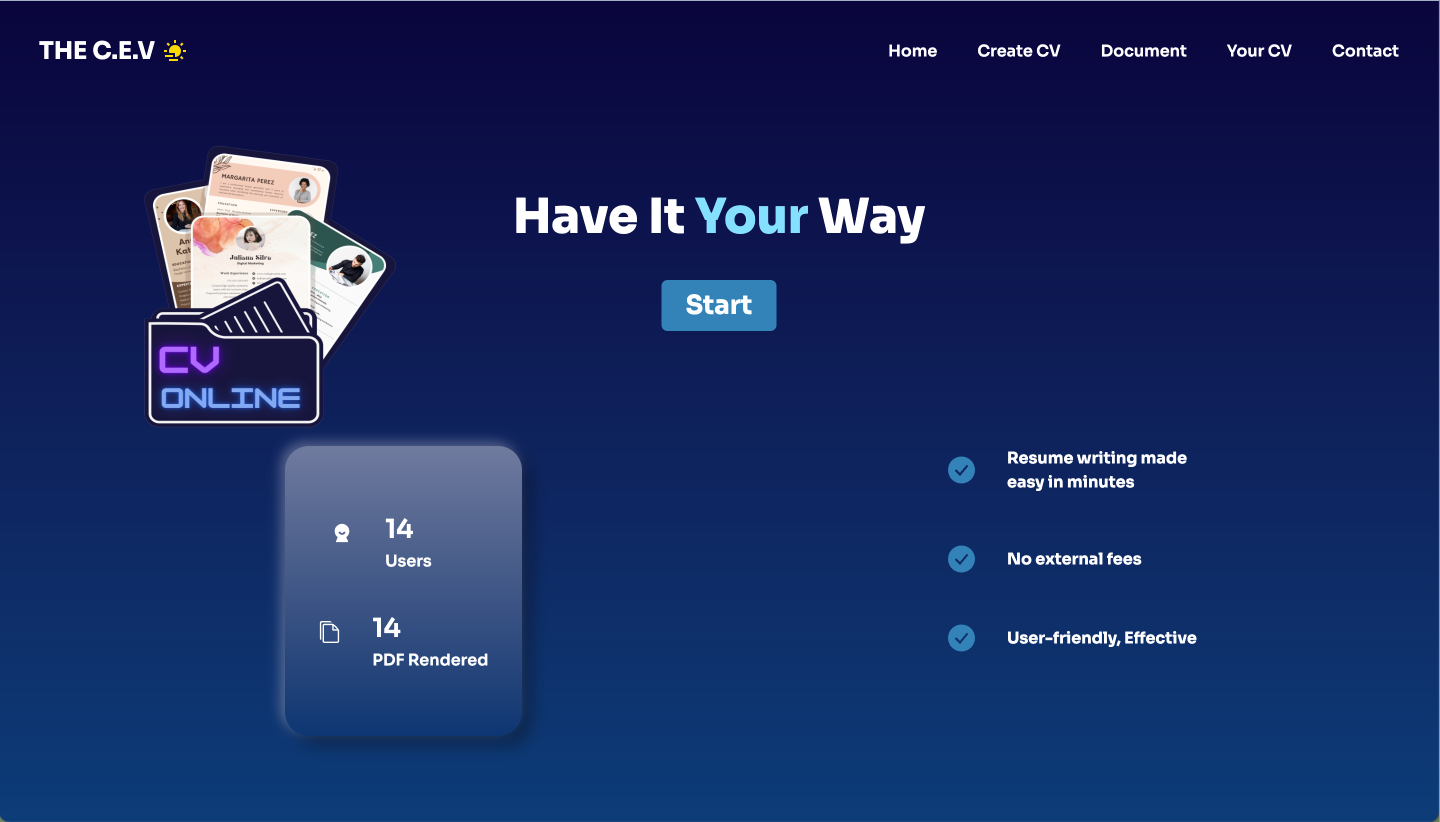 THE C.E.V
Home
Create CV
Document
Your CV
Contact
MARGARITA PEREZ
Juliana Silva
Digital Marketing
Work Experience
CV
ONLINE
Have It Your Way
Start
14
Users
14
PDF Rendered
Resume writing made
easy in minutes
No external fees
User-friendly, Effective